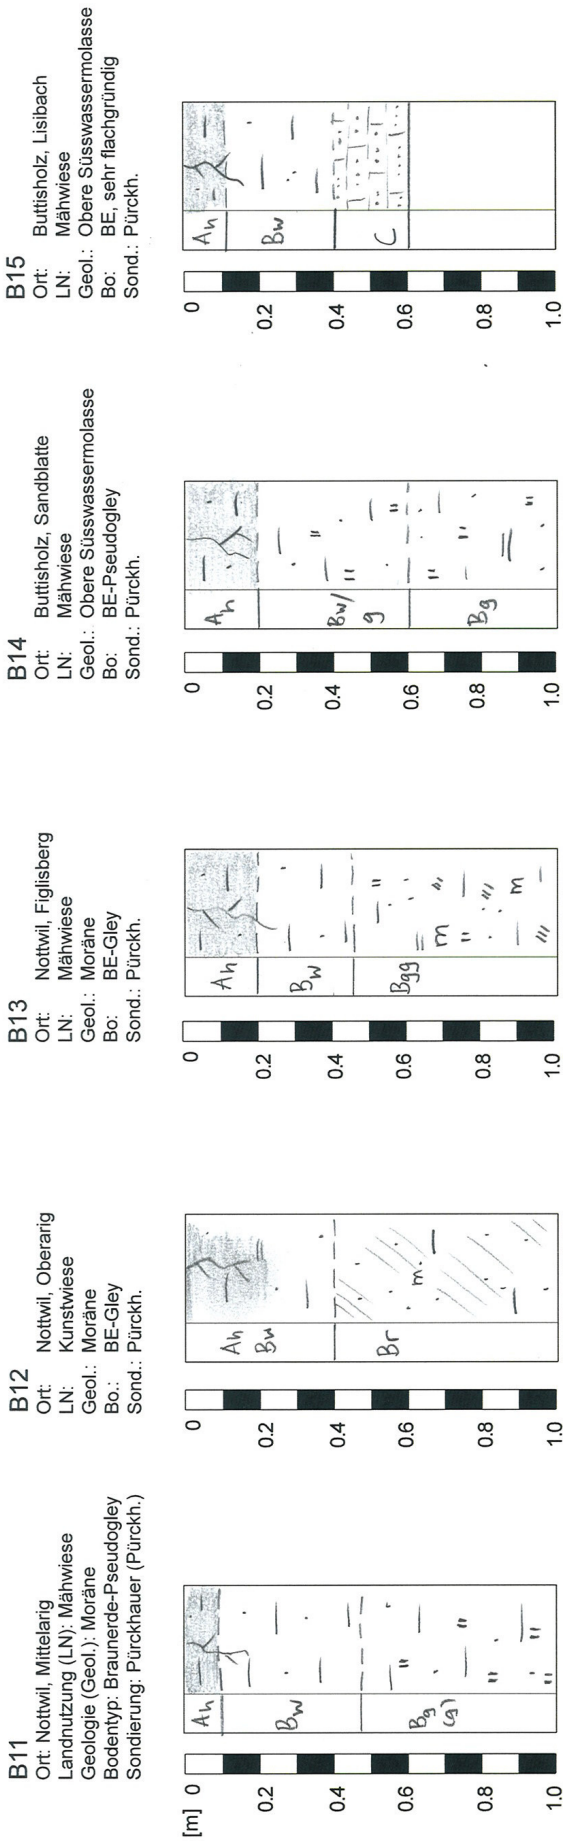 B11
Ort: Nottwil, Mittelarig
Landnutzung (LN): Mähwiese
Geologie (Geol.): Moräne
Bodentyp: Braunerde-Pseudogley
Sondierung: Pürckhauer (Pürckh.)
[m]
0
0.2
0.4
0.6
0.8
1.0
Ah
Bw
Bg
(g)
B12
Ort: Nottwil, Oberarig
LN: Kunstwiese
Geol.: Moräne
Bo.: BE-Gley
Sond.: Pürckh.
0
0.2
0.4
0.6
0.8
1.0
Ah
Bw
Br
m
B13
Ort: Nottwil, Figlisberg
LN: Mähwiese
Geol.: Moräne
Bo: BE-Gley
Sond.: Pürckh.
0
0.2
0.4
0.6
0.8
1.0
Ah
Bw
Bgg
m
m
B14
Ort: Buttisholz, Sandblatte
LN: Mähwiese
Geol.: Obere Süsswassermolasse
Bo: BE-Pseudogley
Sond.: Pürckh.
0
0.2
0.4
0.6
0.8
1.0
Ah
Bw/
g
Bg
B15
Ort: Buttisholz, Lisibach
LN: Mähwiese
Geol.: Obere Süsswassermolasse
Bo: BE, sehr flachgründig
Sond.: Pürckh.
0
0.2
0.4
0.6
0.8
1.0
Ah
Bw
C